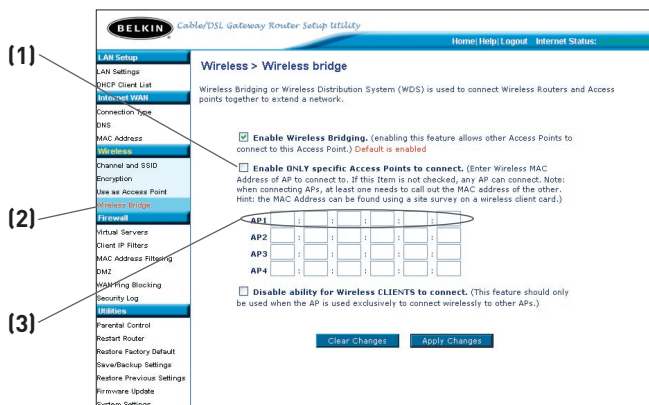 BELKIN
Cable/DSL Gateway Router Setup Utility
Home|Help|Logout Internet Status:
(1)
(2)
(3)
LAN Setup
LAN Settings
DHCP Client List
Internet WAN
Connection Type
DNS
MAC Address
Wireless
Channel and SSID
Encryption
Use as Access Point
Wireless Bridge
Firewall
Virtual Servers
Client IP Filters
MAC Address Filtering
DMZ
WAN Ping Blocking
Security Log
Utilities
Parental Control
Restart Router
Restore Factory Default
Save/Backup Settings
Restore Previous Settings
Firmware Update
System Settings
Wireless > Wireless bridge
Wireless Bridging or Wireless Distribution System (WDS) is used to connect Wireless Routers and Access
points together to extend a network.
Enable Wireless Bridging. (enabling this feature allows other Access Points to
connect to this Access Point.) Default is enabled
Enable ONLY specific Access Points to connect. (Enter Wireless MAC
Address of AP to connect to. If this Item is not checked, any AP can connect. Note:
when connecting APs, at least one needs to call out the MAC address of the other.
Hint: the MAC Address can be found using a site survey on a wireless client card.)
AP1 : : : : :
AP2 : : : : :
AP3 : : : : :
AP4 : : : : :
Disable ability for Wireless CLIENTS to connect. (This feature should only
be used when the AP is used exclusively to connect wirelessly to other APs.)
Clear Changes Apply Changes